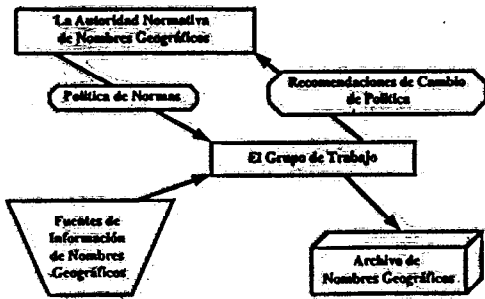 La Autoridad Normativa
de Nombres Geográficos
Política de Normas
Recomendaciones de Cambio
de Política
El Grupo de Trabajo
Fuentes de
Información
de Nombres
Geográficos
Archivo de
Nombres Geográficos